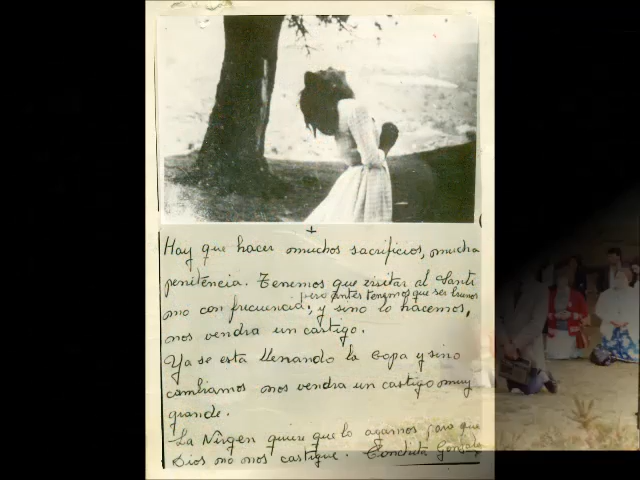 Hay que hacer muchos sacrificios, mucha
penitencia. Tenemos que visitar al Santi
mo con frecuencia, y sino lo hacemos,
pero antes tenemos que ser buenos
nos vendra un castigo.
Ya se esta llenando la copa y sino
cambiamos nos vendra un castigo muy
grande.
La Virgen quiere que lo agamos para que
Dios no nos castigue. Conchita Gonzalez